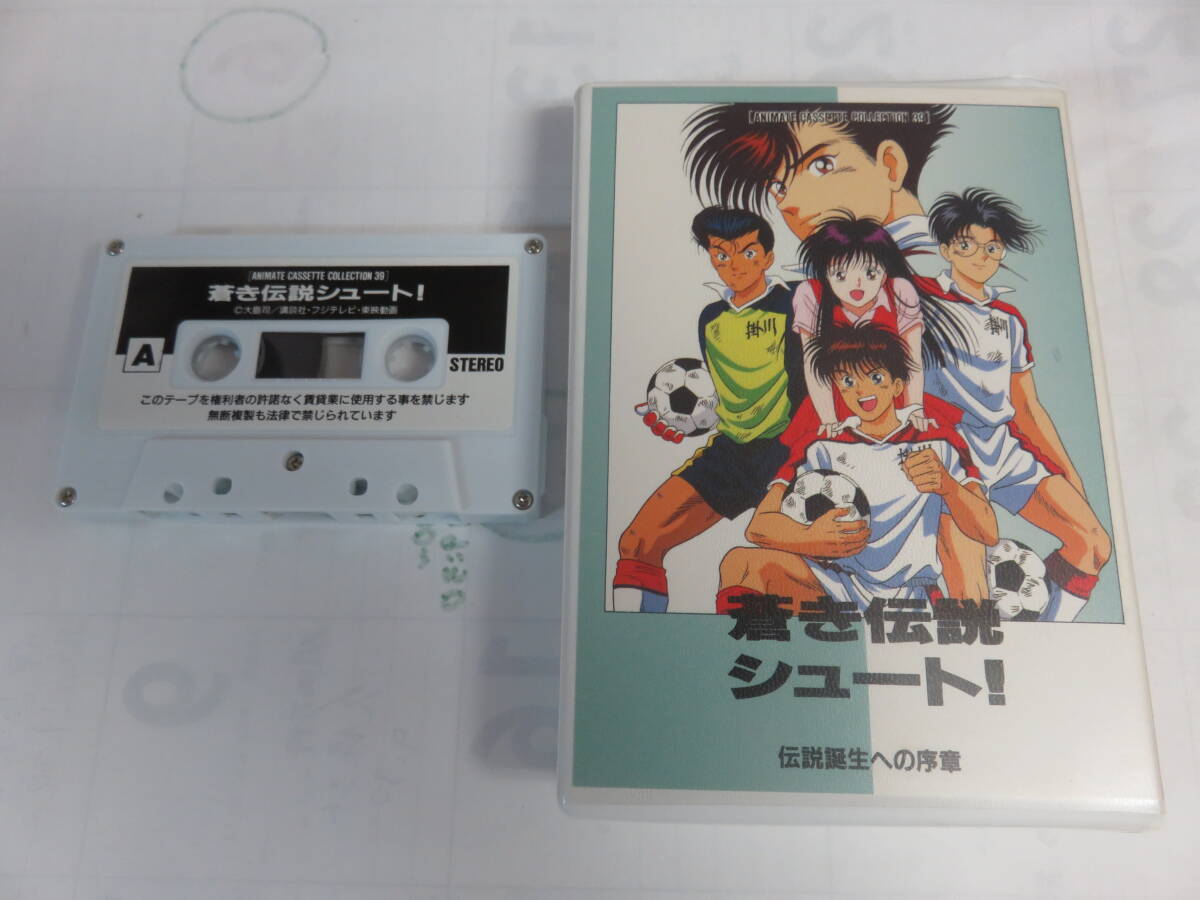 [ANIMATE CASSETTE COLLECTION 39]
蒼き伝説シュート!
©大島司/講談社・フジテレビ・東映動画
A
STEREO
このテープを権利者の許諾なく賃貸業に使用する事を禁じます
無断複製も法律で禁じられています
[ANIMATE CASSETTE COLLECTION 39]
蒼き伝説
シュート!
伝説誕生への序章